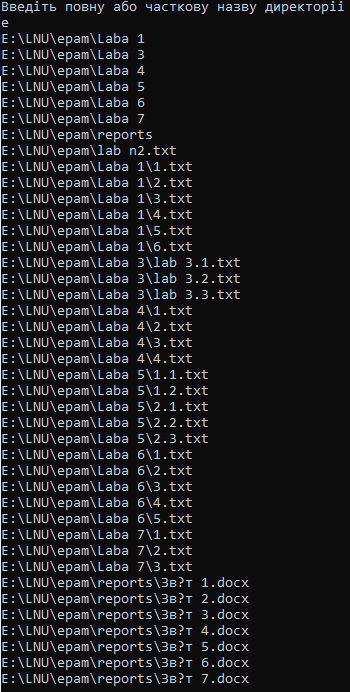 Введіть повну або часткову назву директоріії
e
E:\LNU\epam\Laba 1
E:\LNU\epam\Laba 3
E:\LNU\epam\Laba 4
E:\LNU\epam\Laba 5
E:\LNU\epam\Laba 6
E:\LNU\epam\Laba 7
E:\LNU\epam\reports
E:\LNU\epam\lab n2.txt
E:\LNU\epam\Laba 1\1.txt
E:\LNU\epam\Laba 1\2.txt
E:\LNU\epam\Laba 1\3.txt
E:\LNU\epam\Laba 1\4.txt
E:\LNU\epam\Laba 1\5.txt
E:\LNU\epam\Laba 1\6.txt
E:\LNU\epam\Laba 3\lab 3.1.txt
E:\LNU\epam\Laba 3\lab 3.2.txt
E:\LNU\epam\Laba 3\lab 3.3.txt
E:\LNU\epam\Laba 4\1.txt
E:\LNU\epam\Laba 4\2.txt
E:\LNU\epam\Laba 4\3.txt
E:\LNU\epam\Laba 4\4.txt
E:\LNU\epam\Laba 5\1.1.txt
E:\LNU\epam\Laba 5\1.2.txt
E:\LNU\epam\Laba 5\2.1.txt
E:\LNU\epam\Laba 5\2.2.txt
E:\LNU\epam\Laba 5\2.3.txt
E:\LNU\epam\Laba 6\1.txt
E:\LNU\epam\Laba 6\2.txt
E:\LNU\epam\Laba 6\3.txt
E:\LNU\epam\Laba 6\4.txt
E:\LNU\epam\Laba 6\5.txt
E:\LNU\epam\Laba 7\1.txt
E:\LNU\epam\Laba 7\2.txt
E:\LNU\epam\Laba 7\3.txt
E:\LNU\epam\reports\Зв?т 1.docx
E:\LNU\epam\reports\Зв?т 2.docx
E:\LNU\epam\reports\Зв?т 3.docx
E:\LNU\epam\reports\Зв?т 4.docx
E:\LNU\epam\reports\Зв?т 5.docx
E:\LNU\epam\reports\Зв?т 6.docx
E:\LNU\epam\reports\Зв?т 7.docx